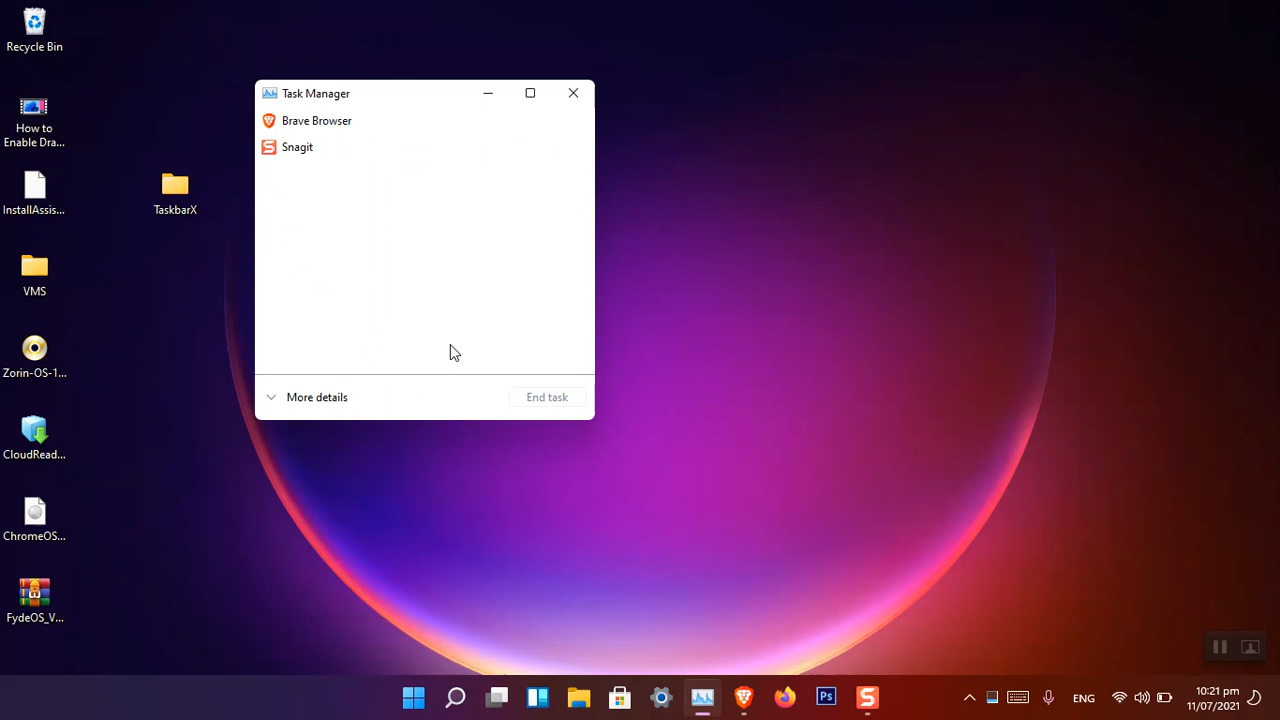 Recycle Bin
How to
Enable Dra...
InstallAssis...
VMS
Zorin-OS-1...
CloudRead...
ChromeOS...
FydeOS_V...
TaskbarX
Task Manager
Brave Browser
Snagit
More details
End task
Ps
S
ENG
10:21 pm
11/07/2021